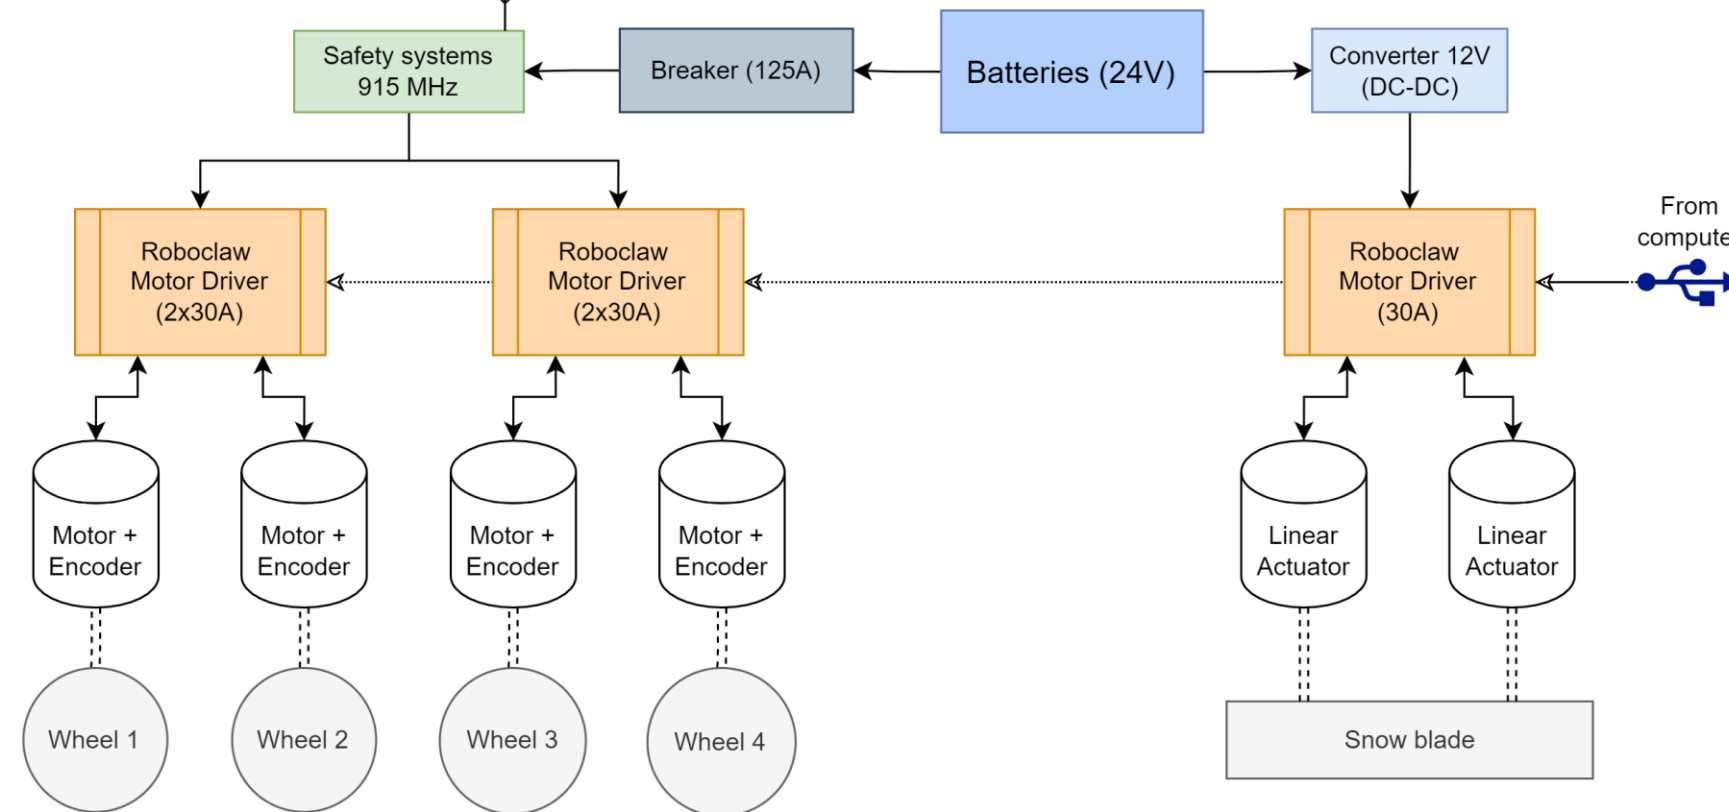 Safety systems
915 MHz
Breaker (125A)
Batteries (24V)
Converter 12V
(DC-DC)
From
compute
Roboclaw
Motor Driver
(2x30A)
Roboclaw
Motor Driver
(2x30A)
Roboclaw
Motor Driver
(30A)
Motor +
Encoder
Motor +
Encoder
Motor +
Encoder
Motor +
Encoder
Linear
Actuator
Linear
Actuator
Wheel 1
Wheel 2
Wheel 3
Wheel 4
Snow blade